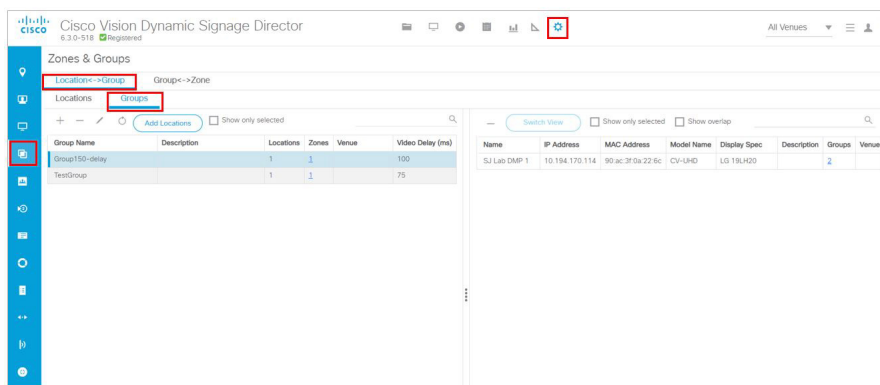 CISCO
Cisco Vision Dynamic Signage Director
6.3.0-518 Registered
All Venues
Zones & Groups
Location<->Group Group<->Zone
Locations Groups
Add Locations Show only selected
Switch View Show only selected Show overlap
Group Name Description Locations Zones Venue Video Delay (ms)
Group150-delay 1 1 100
TestGroup 1 1 75
Name IP Address MAC Address Model Name Display Spec Description Groups Venue
SJ Lab DMP 1 10.194.170.114 90:ac:3f:0a:22:6c CV-UHD LG 19LH20 2